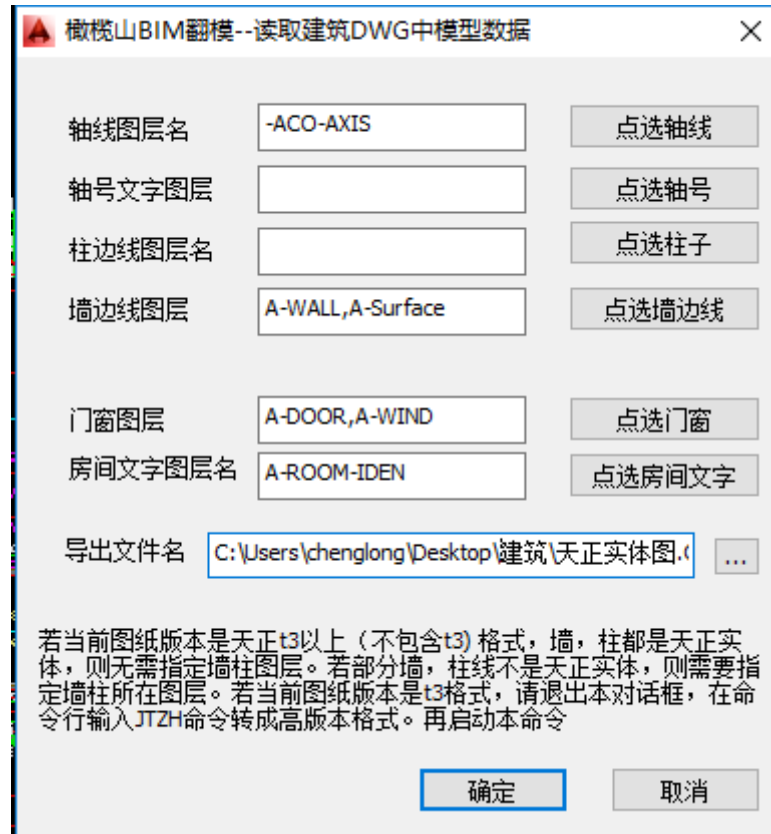 橄榄山BIM翻模--读取建筑DWG中模型数据
轴线图层名 -ACO-AXIS 点选轴线
轴号文字图层 点选轴号
柱边线图层名 点选柱子
墙边线图层 A-WALL,A-Surface 点选墙边线
门窗图层 A-DOOR,A-WIND 点选门窗
房间文字图层名 A-ROOM-IDEN 点选房间文字
导出文件名 C:\Users\chenglong\Desktop\建筑\天正实体图. ...
若当前图纸版本是天正t3以上（不包含t3) 格式，墙，柱都是天正实
体，则无需指定墙柱图层。若部分墙，柱线不是天正实体，则需要指
定墙柱所在图层。若当前图纸版本是t3格式，请退出本对话框，在命
令行输入JTZH命令转成高版本格式。再启动本命令
确定 取消